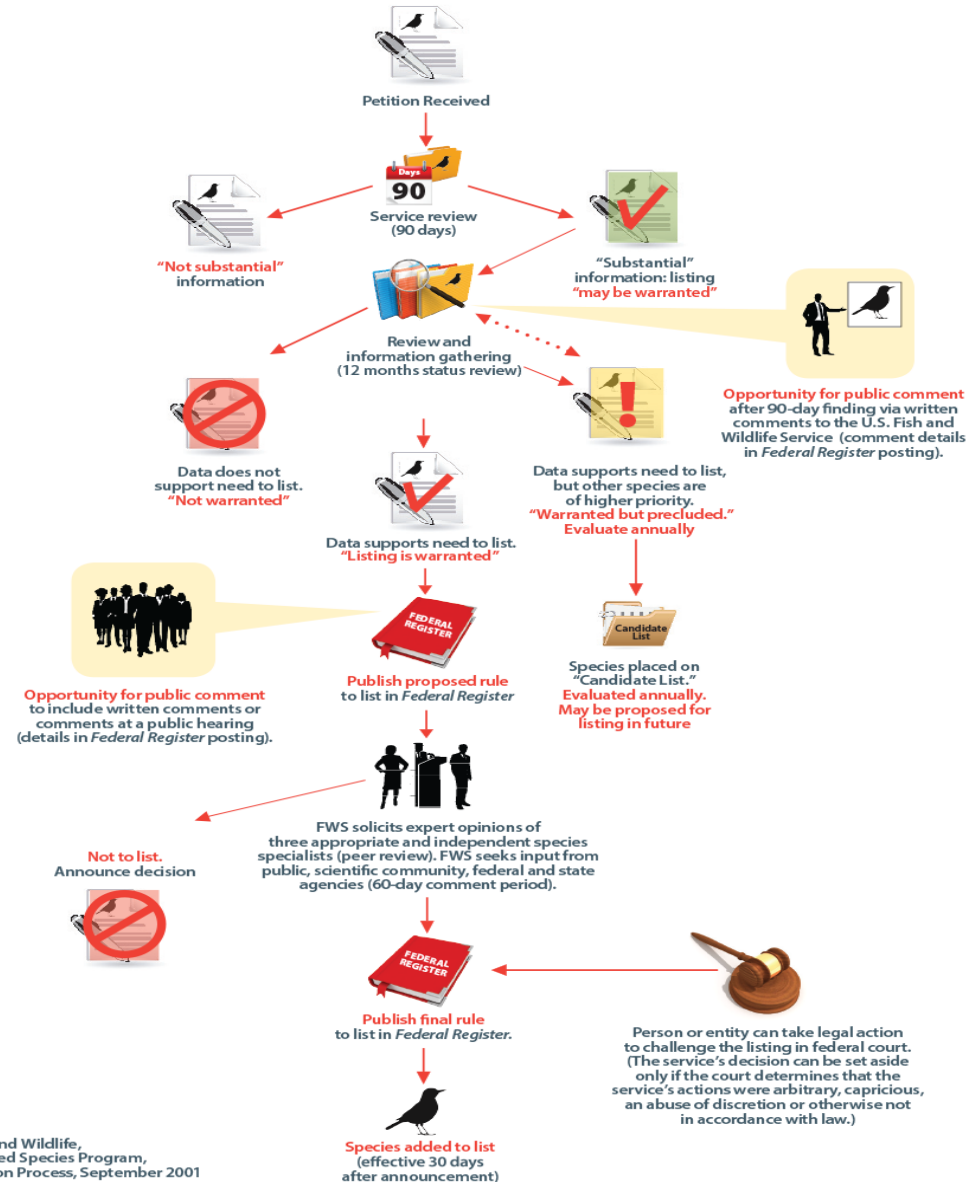 Petition Received
Days
90
Service review
(90 days)
“Not substantial”
information
“Substantial”
information: listing
“may be warranted”
Review and
information gathering
(12 months status review)
Opportunity for public comment
after 90-day finding via written
comments to the U.S. Fish and
Wildlife Service (comment details
in Federal Register posting).
Data does not
support need to list.
“Not warranted”
Data supports need to list,
but other species are
of higher priority.
“Warranted but precluded.”
Evaluate annually
Data supports need to list.
“Listing is warranted”
FEDERAL
REGISTER
Candidate
List
Publish proposed rule
to list in Federal Register
Species placed on
“Candidate List.”
Evaluated annually.
May be proposed for
listing in future
Opportunity for public comment
to include written comments or
comments at a public hearing
(details in Federal Register posting).
FWS solicits expert opinions of
three appropriate and independent species
specialists (peer review). FWS seeks input from
public, scientific community, federal and state
agencies (60-day comment period).
Not to list.
Announce decision
FEDERAL
REGISTER
Publish final rule
to list in Federal Register.
Person or entity can take legal action
to challenge the listing in federal court.
(The service’s decision can be set aside
only if the court determines that the
service’s actions were arbitrary, capricious,
an abuse of discretion or otherwise not
in accordance with law.)
Species added to list
(effective 30 days
after announcement)
nd Wildlife,
ed Species Program,
on Process, September 2001